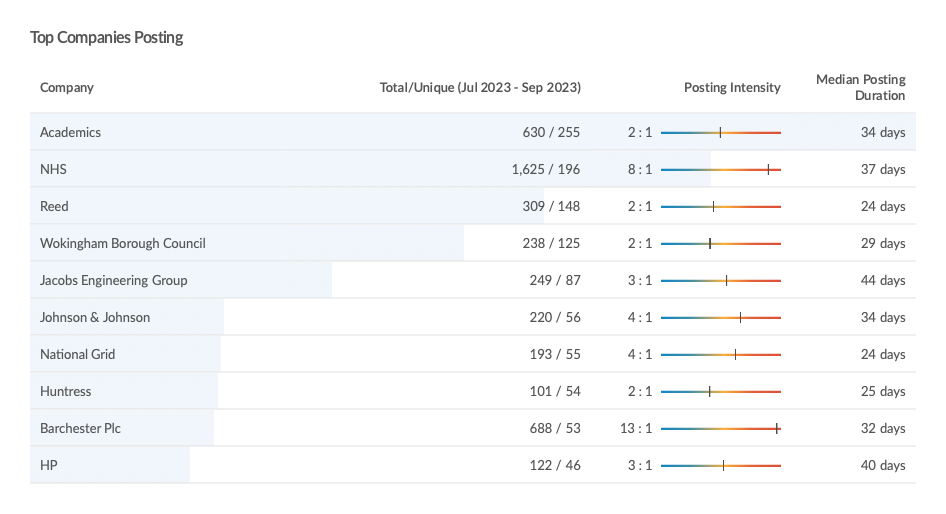 Top Companies Posting
Company Total/Unique (Jul 2023 - Sep 2023) Posting Intensity Median Posting Duration
Academics 630 / 255 2 : 1 34 days
NHS 1,625 / 196 8 : 1 37 days
Reed 309 / 148 2 : 1 24 days
Wokingham Borough Council 238 / 125 2 : 1 29 days
Jacobs Engineering Group 249 / 87 3 : 1 44 days
Johnson & Johnson 220 / 56 4 : 1 34 days
National Grid 193 / 55 4 : 1 24 days
Huntress 101 / 54 2 : 1 25 days
Barchester Plc 688 / 53 13 : 1 32 days
HP 122 / 46 3 : 1 40 days